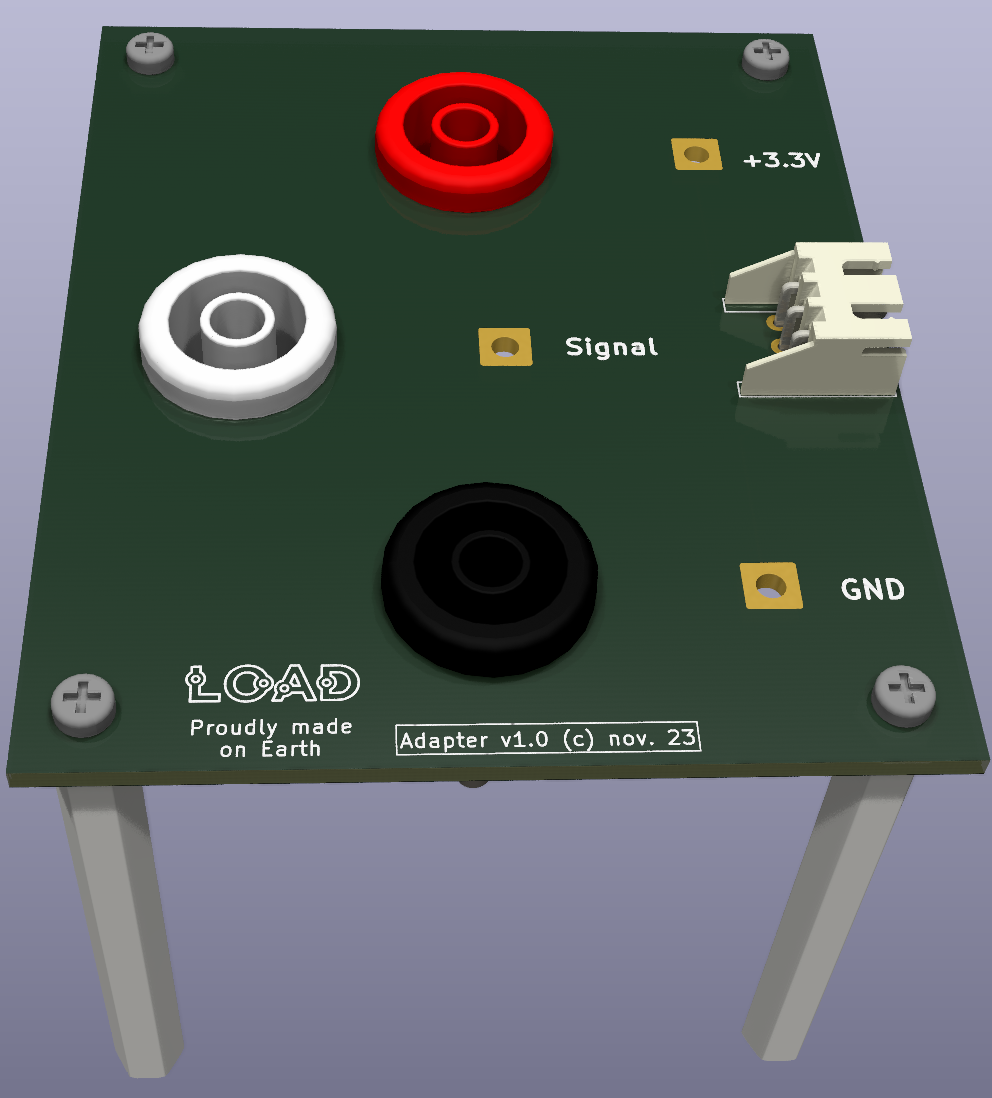 +3.3V
Signal
GND
LOAD
Proudly made
on Earth
Adapter v1.0 (c) nov. 23